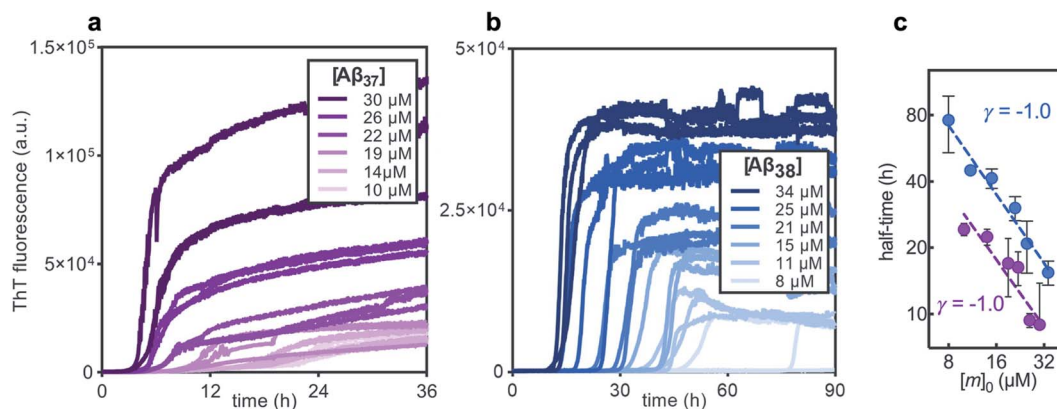 a
1.5×10⁵
1×10⁵
5×10⁴
0
ThT fluorescence (a.u.)
[Aβ₃₇]
30 μM
26 μM
22 μM
19 μM
14μM
10 μM
0
12
24
36
time (h)
b
5×10⁴
2.5×10⁴
0
[Aβ₃₈]
34 μM
25 μM
21 μM
15 μM
11 μM
8 μM
0
30
60
90
time (h)
c
80
40
20
10
half-time (h)
γ = -1.0
γ = -1.0
8
16
32
[m]₀ (μM)